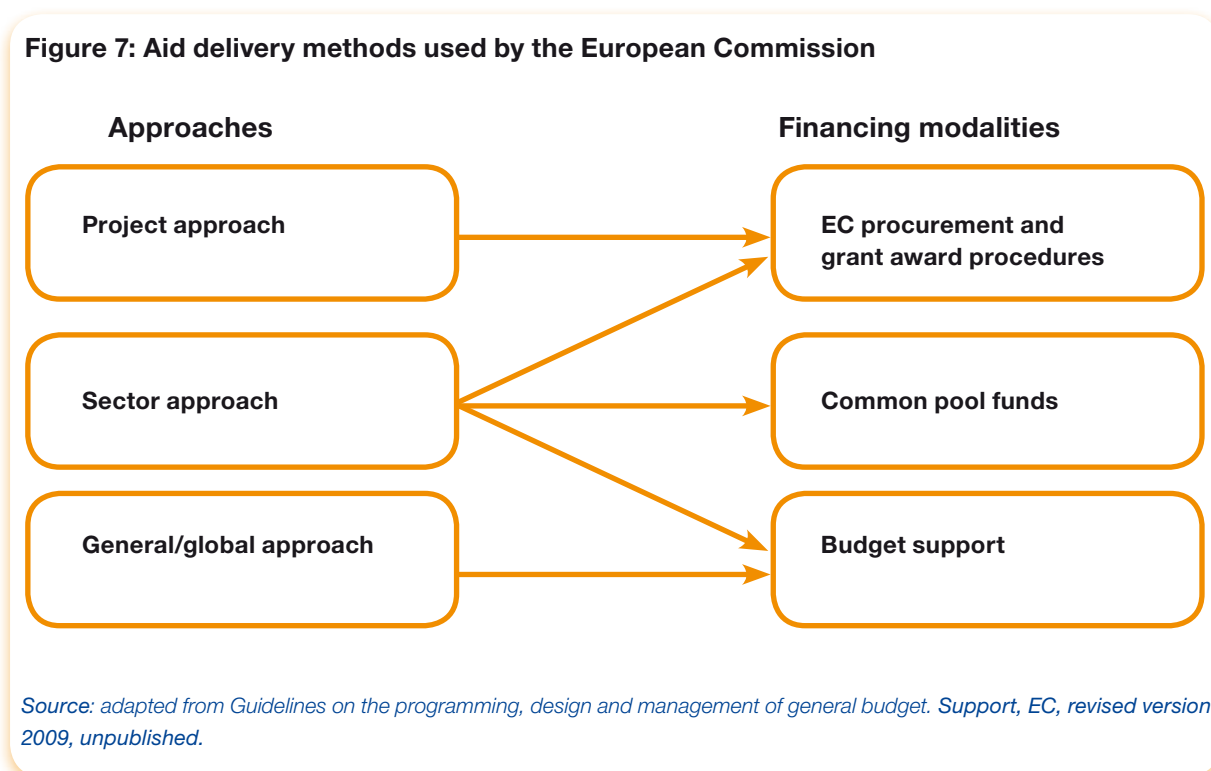 Figure 7: Aid delivery methods used by the European Commission
Approaches
Financing modalities
Project approach
EC procurement and
grant award procedures
Sector approach
Common pool funds
General/global approach
Budget support
Source: adapted from Guidelines on the programming, design and management of general budget. Support, EC, revised version
2009, unpublished.